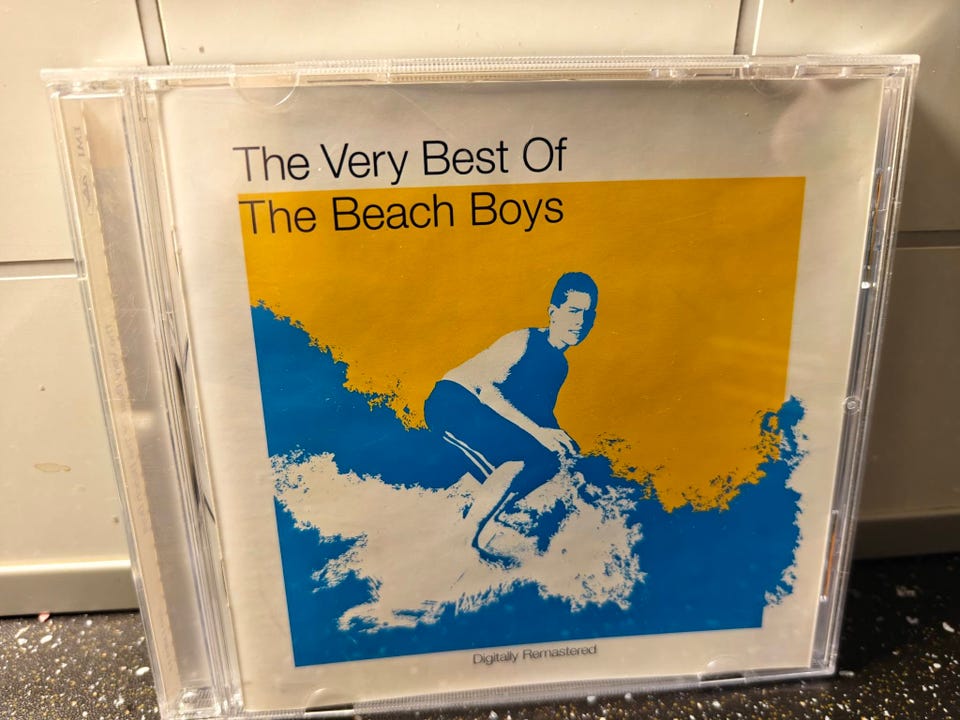 The Very Best Of
The Beach Boys
Digitally Remastered